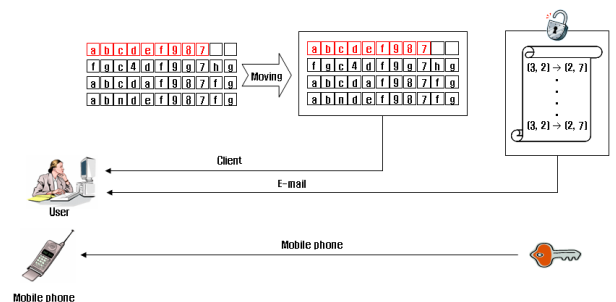 a b c d e f 9 8 7
f g c 4 d f 9 g 7 h g
a b c d a f 9 8 7 f g
a b n d e f 9 8 7 f g
Moving
a b c d e f 9 8 7
f g c 4 d f 9 g 7 h g
a b c d a f 9 8 7 f g
a b n d e f 9 8 7 f g
(3, 2) → (2, 7)
(3, 2) → (2, 7)
Client
E-mail
User
Mobile phone
Mobile phone